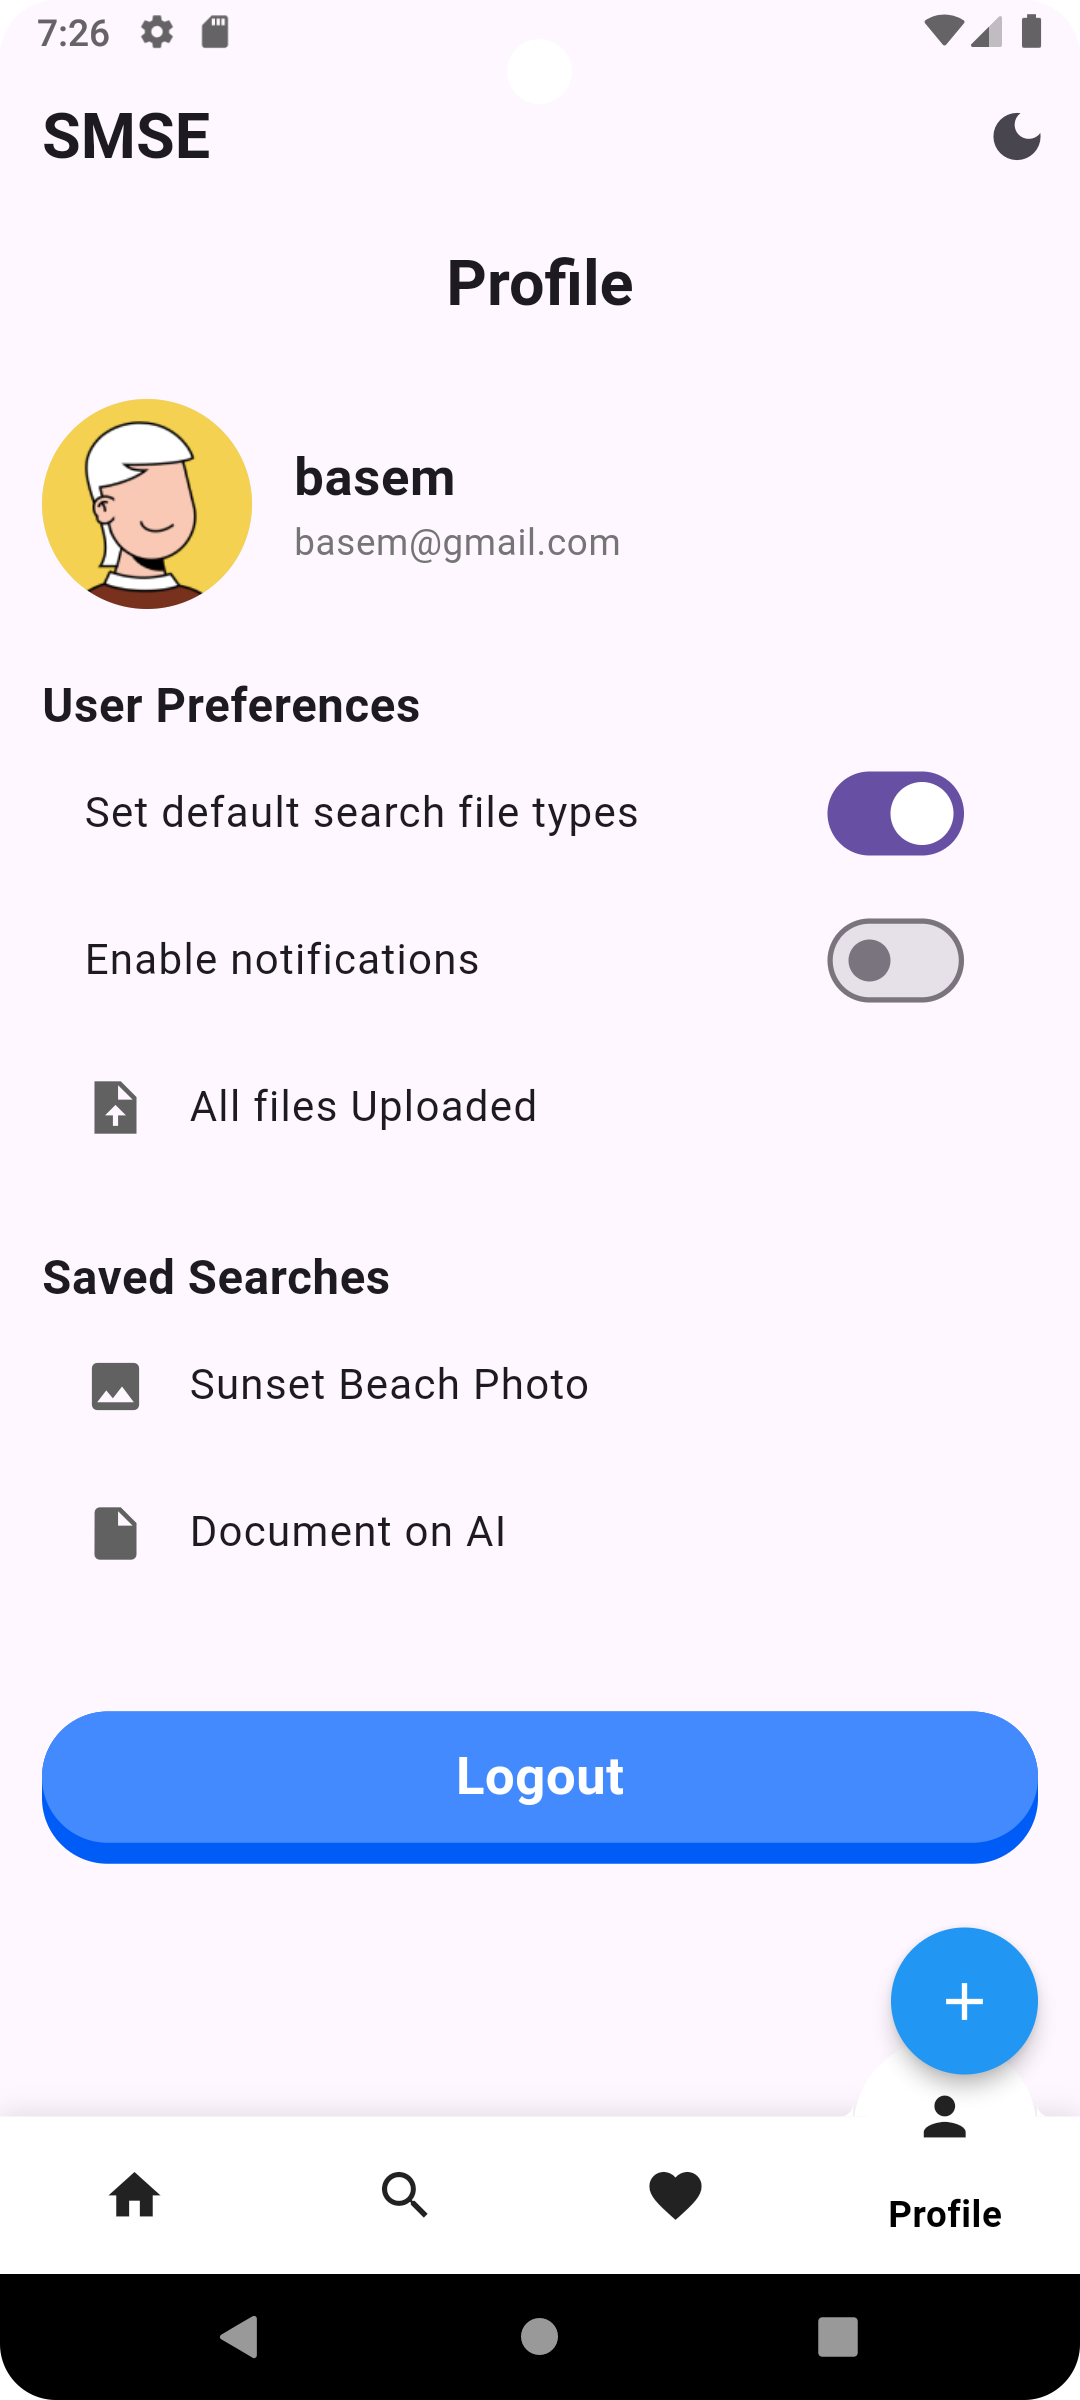 7:26
SMSE
Profile
basem
basem@gmail.com
User Preferences
Set default search file types
Enable notifications
All files Uploaded
Saved Searches
Sunset Beach Photo
Document on AI
Logout
Profile